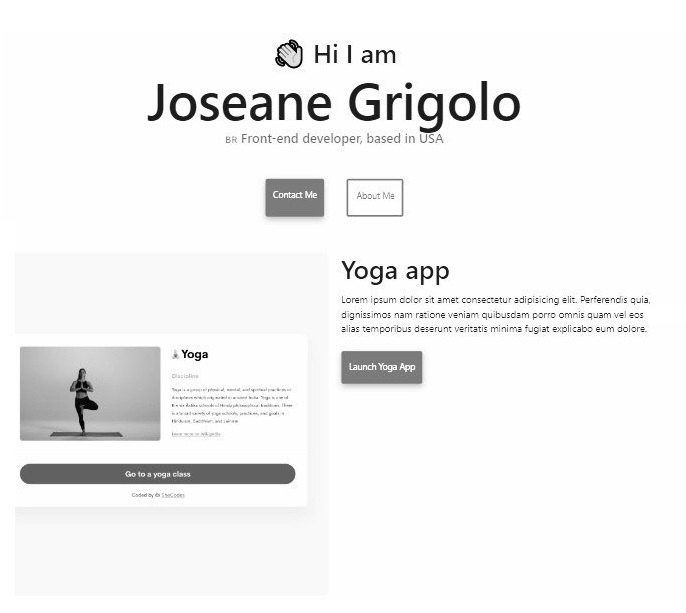 Hi I am
Joseane Grigolo
BR Front-end developer, based in USA
Contact Me
About Me
Yoga app
Lorem ipsum dolor sit amet consectetur adipisicing elit. Perferendis quia,
dignissimos nam ratione veniam quibusdam porro omnis quam vel eos
alias temporibus deserunt veritatis minima fugiat explicabo eum dolore.
Launch Yoga App
Yoga
Discipline
Yoga is a group of physical, mental, and spiritual practices or
disciplines which originated in ancient India. Yoga is one of
schools of Hindu philosophical traditions. There
is a broad variety of yoga schools, practices, and goals in
Hinduism, Buddhism, and Jainism
Learn more on Wikipedia
Go to a yoga class
Coded by SheCodes